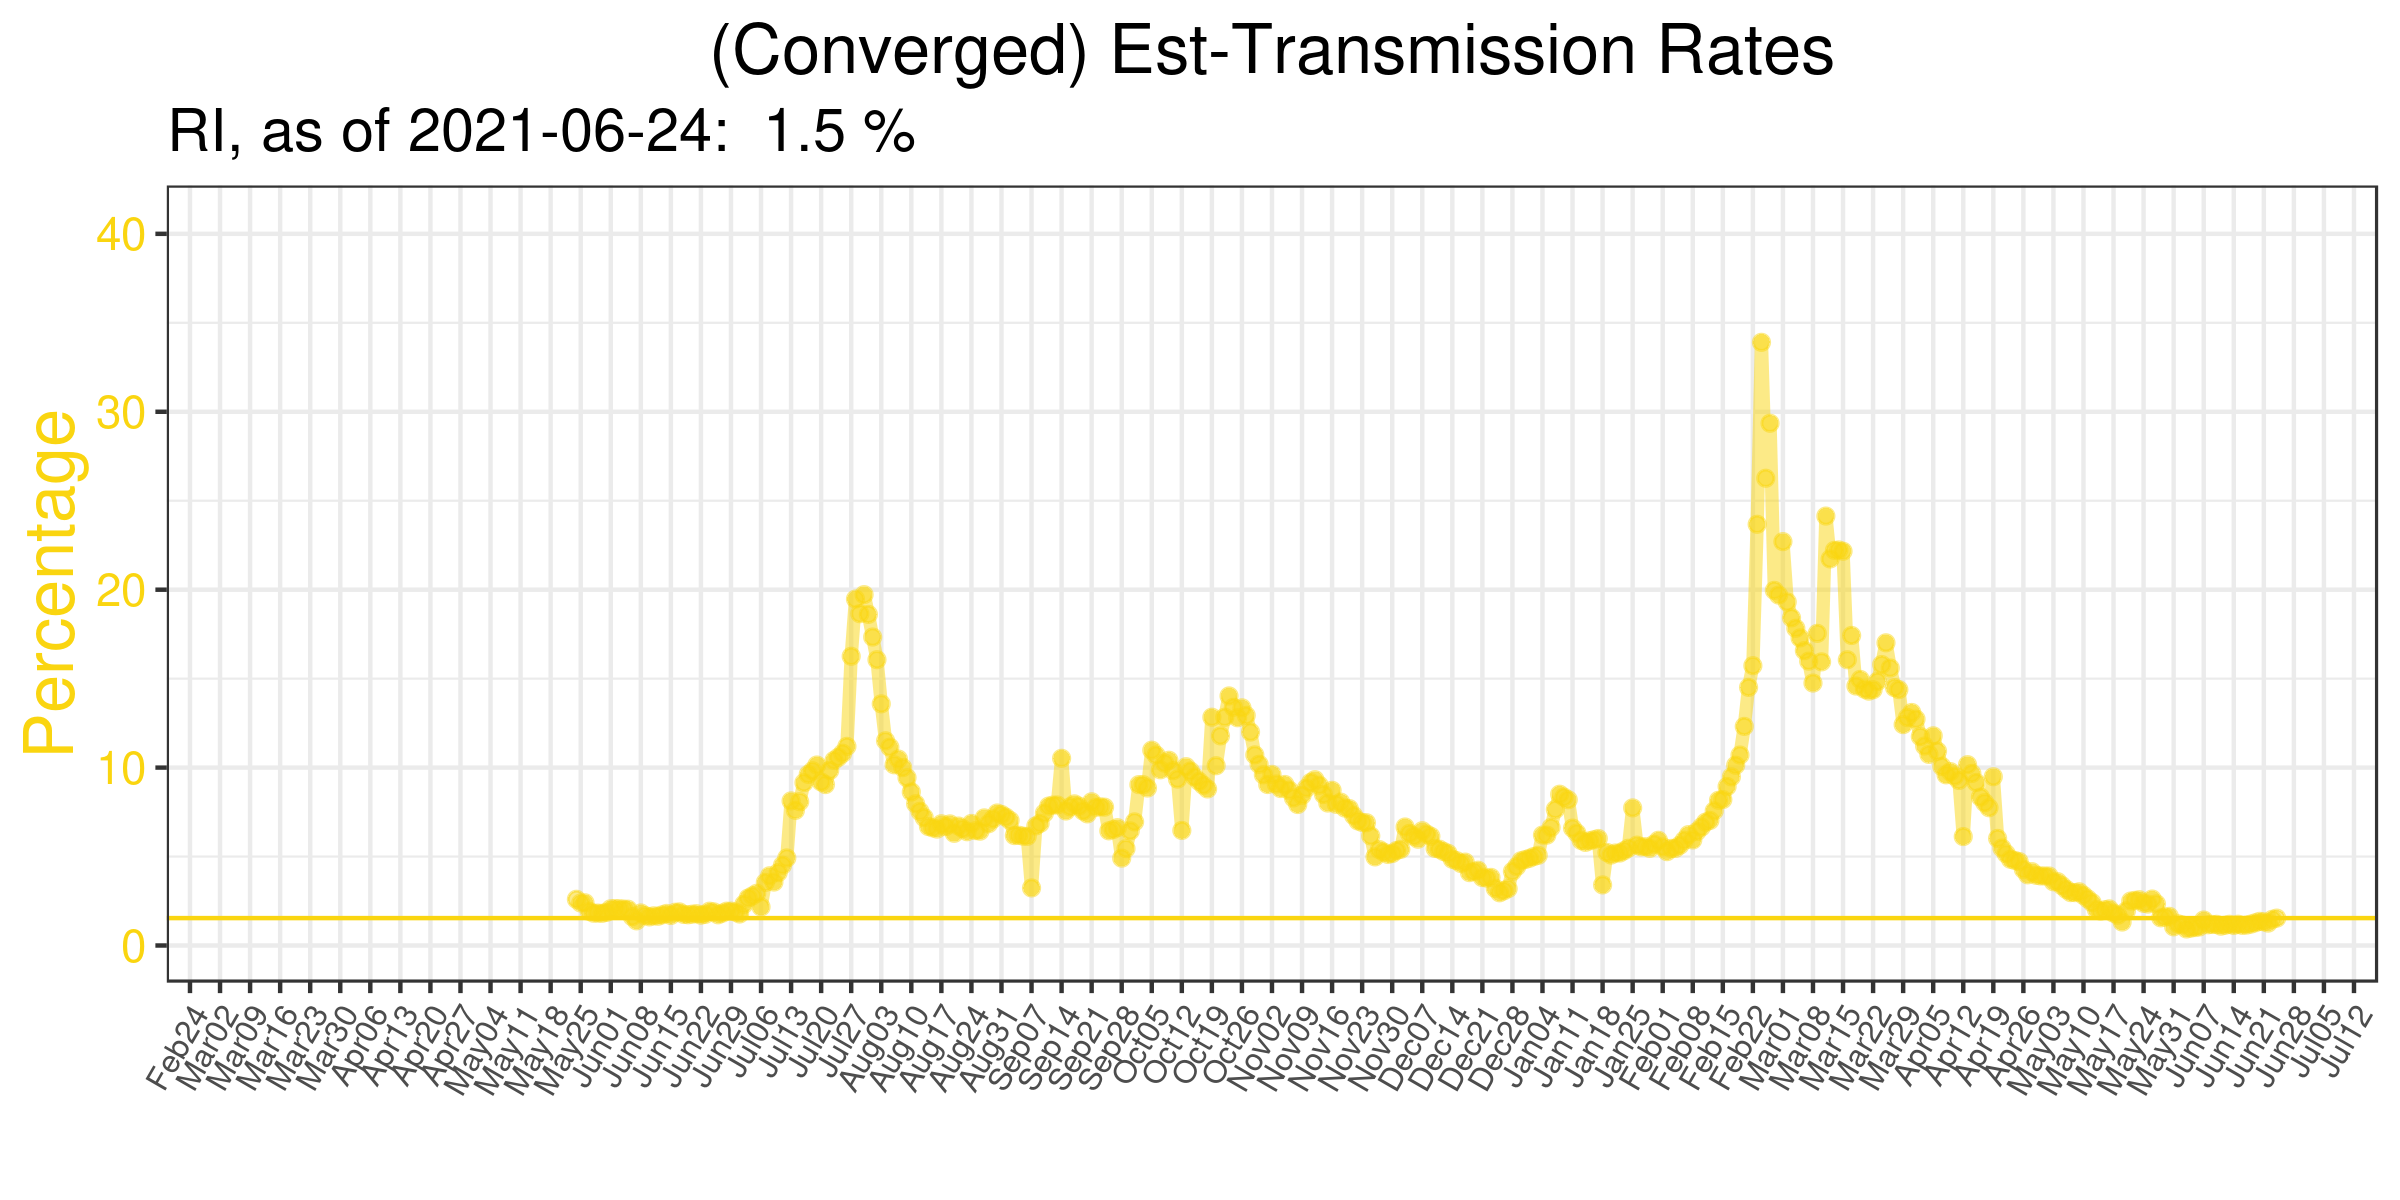 (Converged) Est-Transmission Rates
RI, as of 2021-06-24:  1.5 %
Percentage
40
30
20
10
0
Feb24
Mar02
Mar09
Mar16
Mar23
Mar30
Apr06
Apr13
Apr20
Apr27
May04
May11
May18
May25
Jun01
Jun08
Jun15
Jun22
Jun29
Jul06
Jul13
Jul20
Jul27
Aug03
Aug10
Aug17
Aug24
Aug31
Sep07
Sep14
Sep21
Sep28
Oct05
Oct12
Oct19
Oct26
Nov02
Nov09
Nov16
Nov23
Nov30
Dec07
Dec14
Dec21
Dec28
Jan04
Jan11
Jan18
Jan25
Feb01
Feb08
Feb15
Feb22
Mar01
Mar08
Mar15
Mar22
Mar29
Apr05
Apr12
Apr19
Apr26
May03
May10
May17
May24
May31
Jun07
Jun14
Jun21
Jun28
Jul05
Jul12